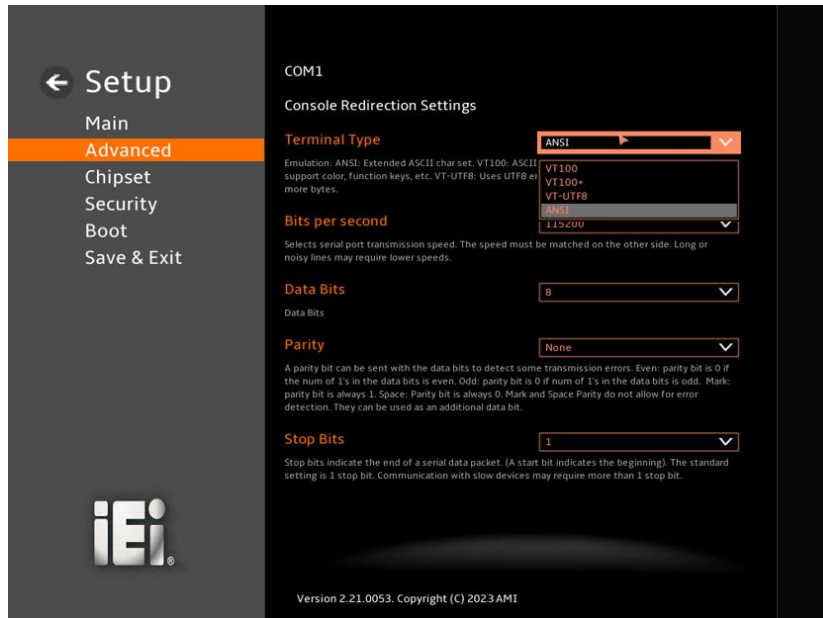 Setup
Main
Advanced
Chipset
Security
Boot
Save & Exit
COM1
Console Redirection Settings
Terminal Type
ANSI
Emulation: ANSI: Extended ASCII char set. VT100: ASCII
support color, function keys, etc. VT-UTF8: Uses UTF8 
more bytes.
VT100
VT100+
VT-UTF8
ANSI
Bits per second
115200
Selects serial port transmission speed. The speed must be matched on the other side. Long or
noisy lines may require lower speeds.
Data Bits
8
Data Bits
Parity
None
A parity bit can be sent with the data bits to detect some transmission errors. Even: parity bit is 0 if
the num of 1's in the data bits is even. Odd: parity bit is 0 if num of 1's in the data bits is odd. Mark:
parity bit is always 1. Space: Parity bit is always 0. Mark and Space Parity do not allow for error
detection. They can be used as an additional data bit.
Stop Bits
1
Stop bits indicate the end of a serial data packet. (A start bit indicates the beginning). The standard
setting is 1 stop bit. Communication with slow devices may require more than 1 stop bit.
iEi®
Version 2.21.0053. Copyright (C) 2023 AMI